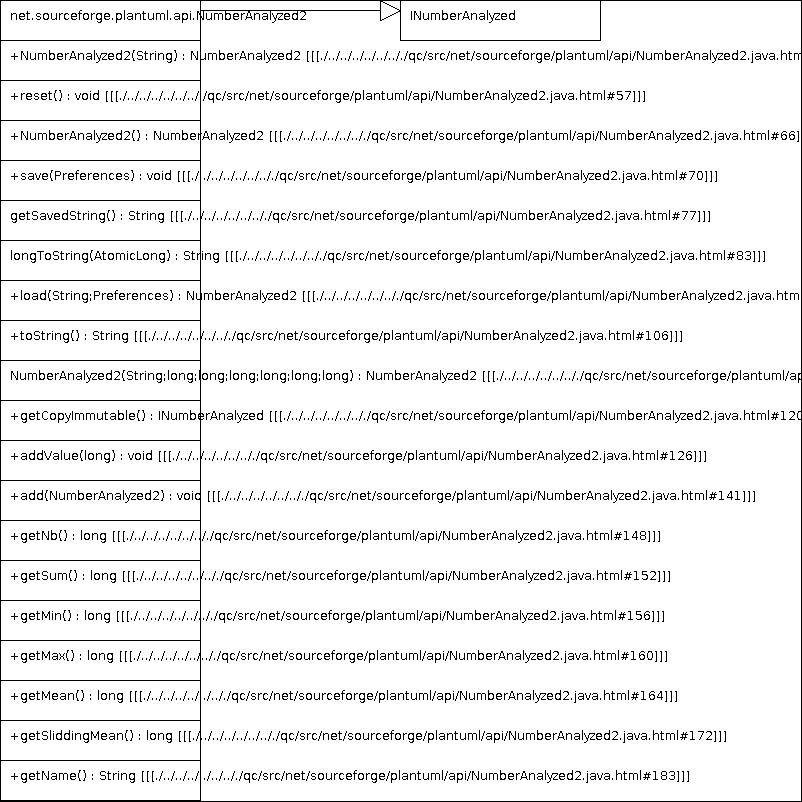 net.sourceforge.plantuml.api.NumberAnalyzed2
INumberAnalyzed
+NumberAnalyzed2(String) : NumberAnalyzed2 [[[./../../../../../.././qc/src/net/sourceforge/plantuml/api/NumberAnalyzed2.java.htm
+reset() : void [[[./../../../../../.././qc/src/net/sourceforge/plantuml/api/NumberAnalyzed2.java.html#57]]]
+NumberAnalyzed2() : NumberAnalyzed2 [[[./../../../../../.././qc/src/net/sourceforge/plantuml/api/NumberAnalyzed2.java.html#66]
+save(Preferences) : void [[[./../../../../../.././qc/src/net/sourceforge/plantuml/api/NumberAnalyzed2.java.html#70]]]
getSavedString() : String [[[./../../../../../.././qc/src/net/sourceforge/plantuml/api/NumberAnalyzed2.java.html#77]]]
longToString(AtomicLong) : String [[[./../../../../../.././qc/src/net/sourceforge/plantuml/api/NumberAnalyzed2.java.html#83]]]
+load(String;Preferences) : NumberAnalyzed2 [[[./../../../../../.././qc/src/net/sourceforge/plantuml/api/NumberAnalyzed2.java.htm
+toString() : String [[[./../../../../../.././qc/src/net/sourceforge/plantuml/api/NumberAnalyzed2.java.html#106]]]
NumberAnalyzed2(String;long;long;long;long;long;long) : NumberAnalyzed2 [[[./../../../../../.././qc/src/net/sourceforge/plantuml/ap
+getCopyImmutable() : INumberAnalyzed [[[./../../../../../.././qc/src/net/sourceforge/plantuml/api/NumberAnalyzed2.java.html#120
+addValue(long) : void [[[./../../../../../.././qc/src/net/sourceforge/plantuml/api/NumberAnalyzed2.java.html#126]]]
+add(NumberAnalyzed2) : void [[[./../../../../../.././qc/src/net/sourceforge/plantuml/api/NumberAnalyzed2.java.html#141]]]
+getNb() : long [[[./../../../../../.././qc/src/net/sourceforge/plantuml/api/NumberAnalyzed2.java.html#148]]]
+getSum() : long [[[./../../../../../.././qc/src/net/sourceforge/plantuml/api/NumberAnalyzed2.java.html#152]]]
+getMin() : long [[[./../../../../../.././qc/src/net/sourceforge/plantuml/api/NumberAnalyzed2.java.html#156]]]
+getMax() : long [[[./../../../../../.././qc/src/net/sourceforge/plantuml/api/NumberAnalyzed2.java.html#160]]]
+getMean() : long [[[./../../../../../.././qc/src/net/sourceforge/plantuml/api/NumberAnalyzed2.java.html#164]]]
+getSliddingMean() : long [[[./../../../../../.././qc/src/net/sourceforge/plantuml/api/NumberAnalyzed2.java.html#172]]]
+getName() : String [[[./../../../../../.././qc/src/net/sourceforge/plantuml/api/NumberAnalyzed2.java.html#183]]]